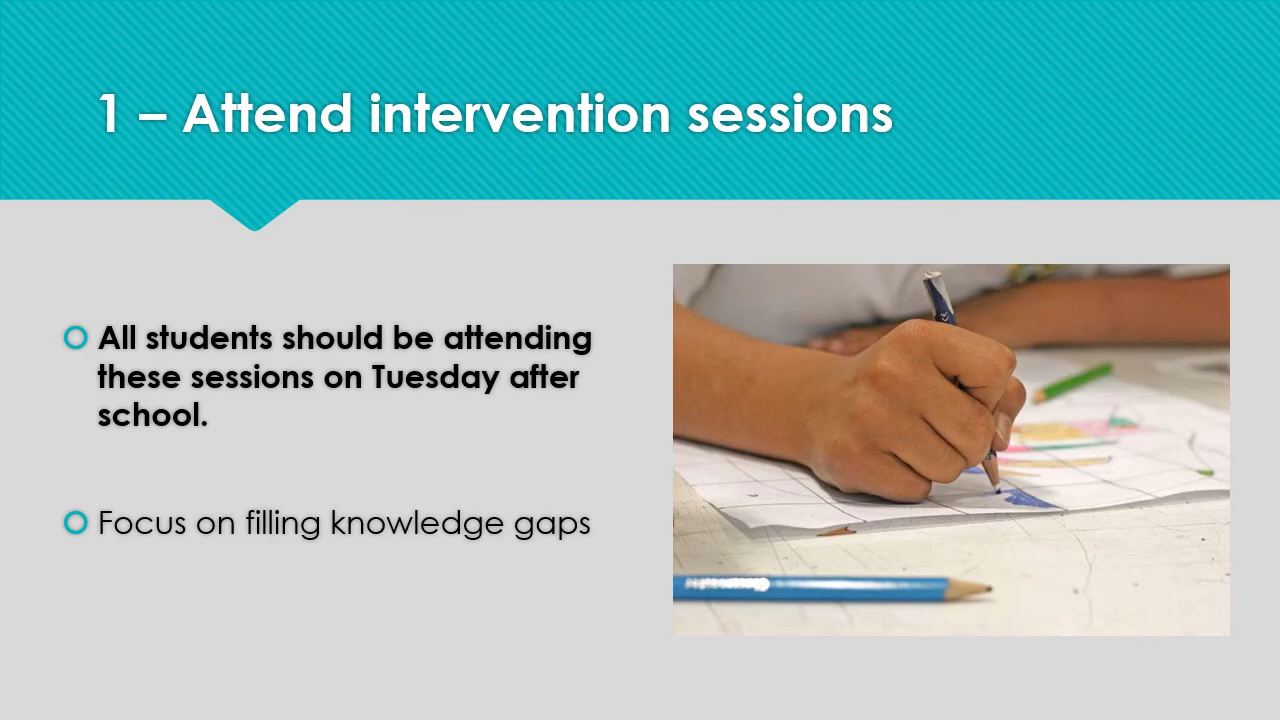 1 – Attend intervention sessions
All students should be attending
these sessions on Tuesday after
school.
Focus on filling knowledge gaps